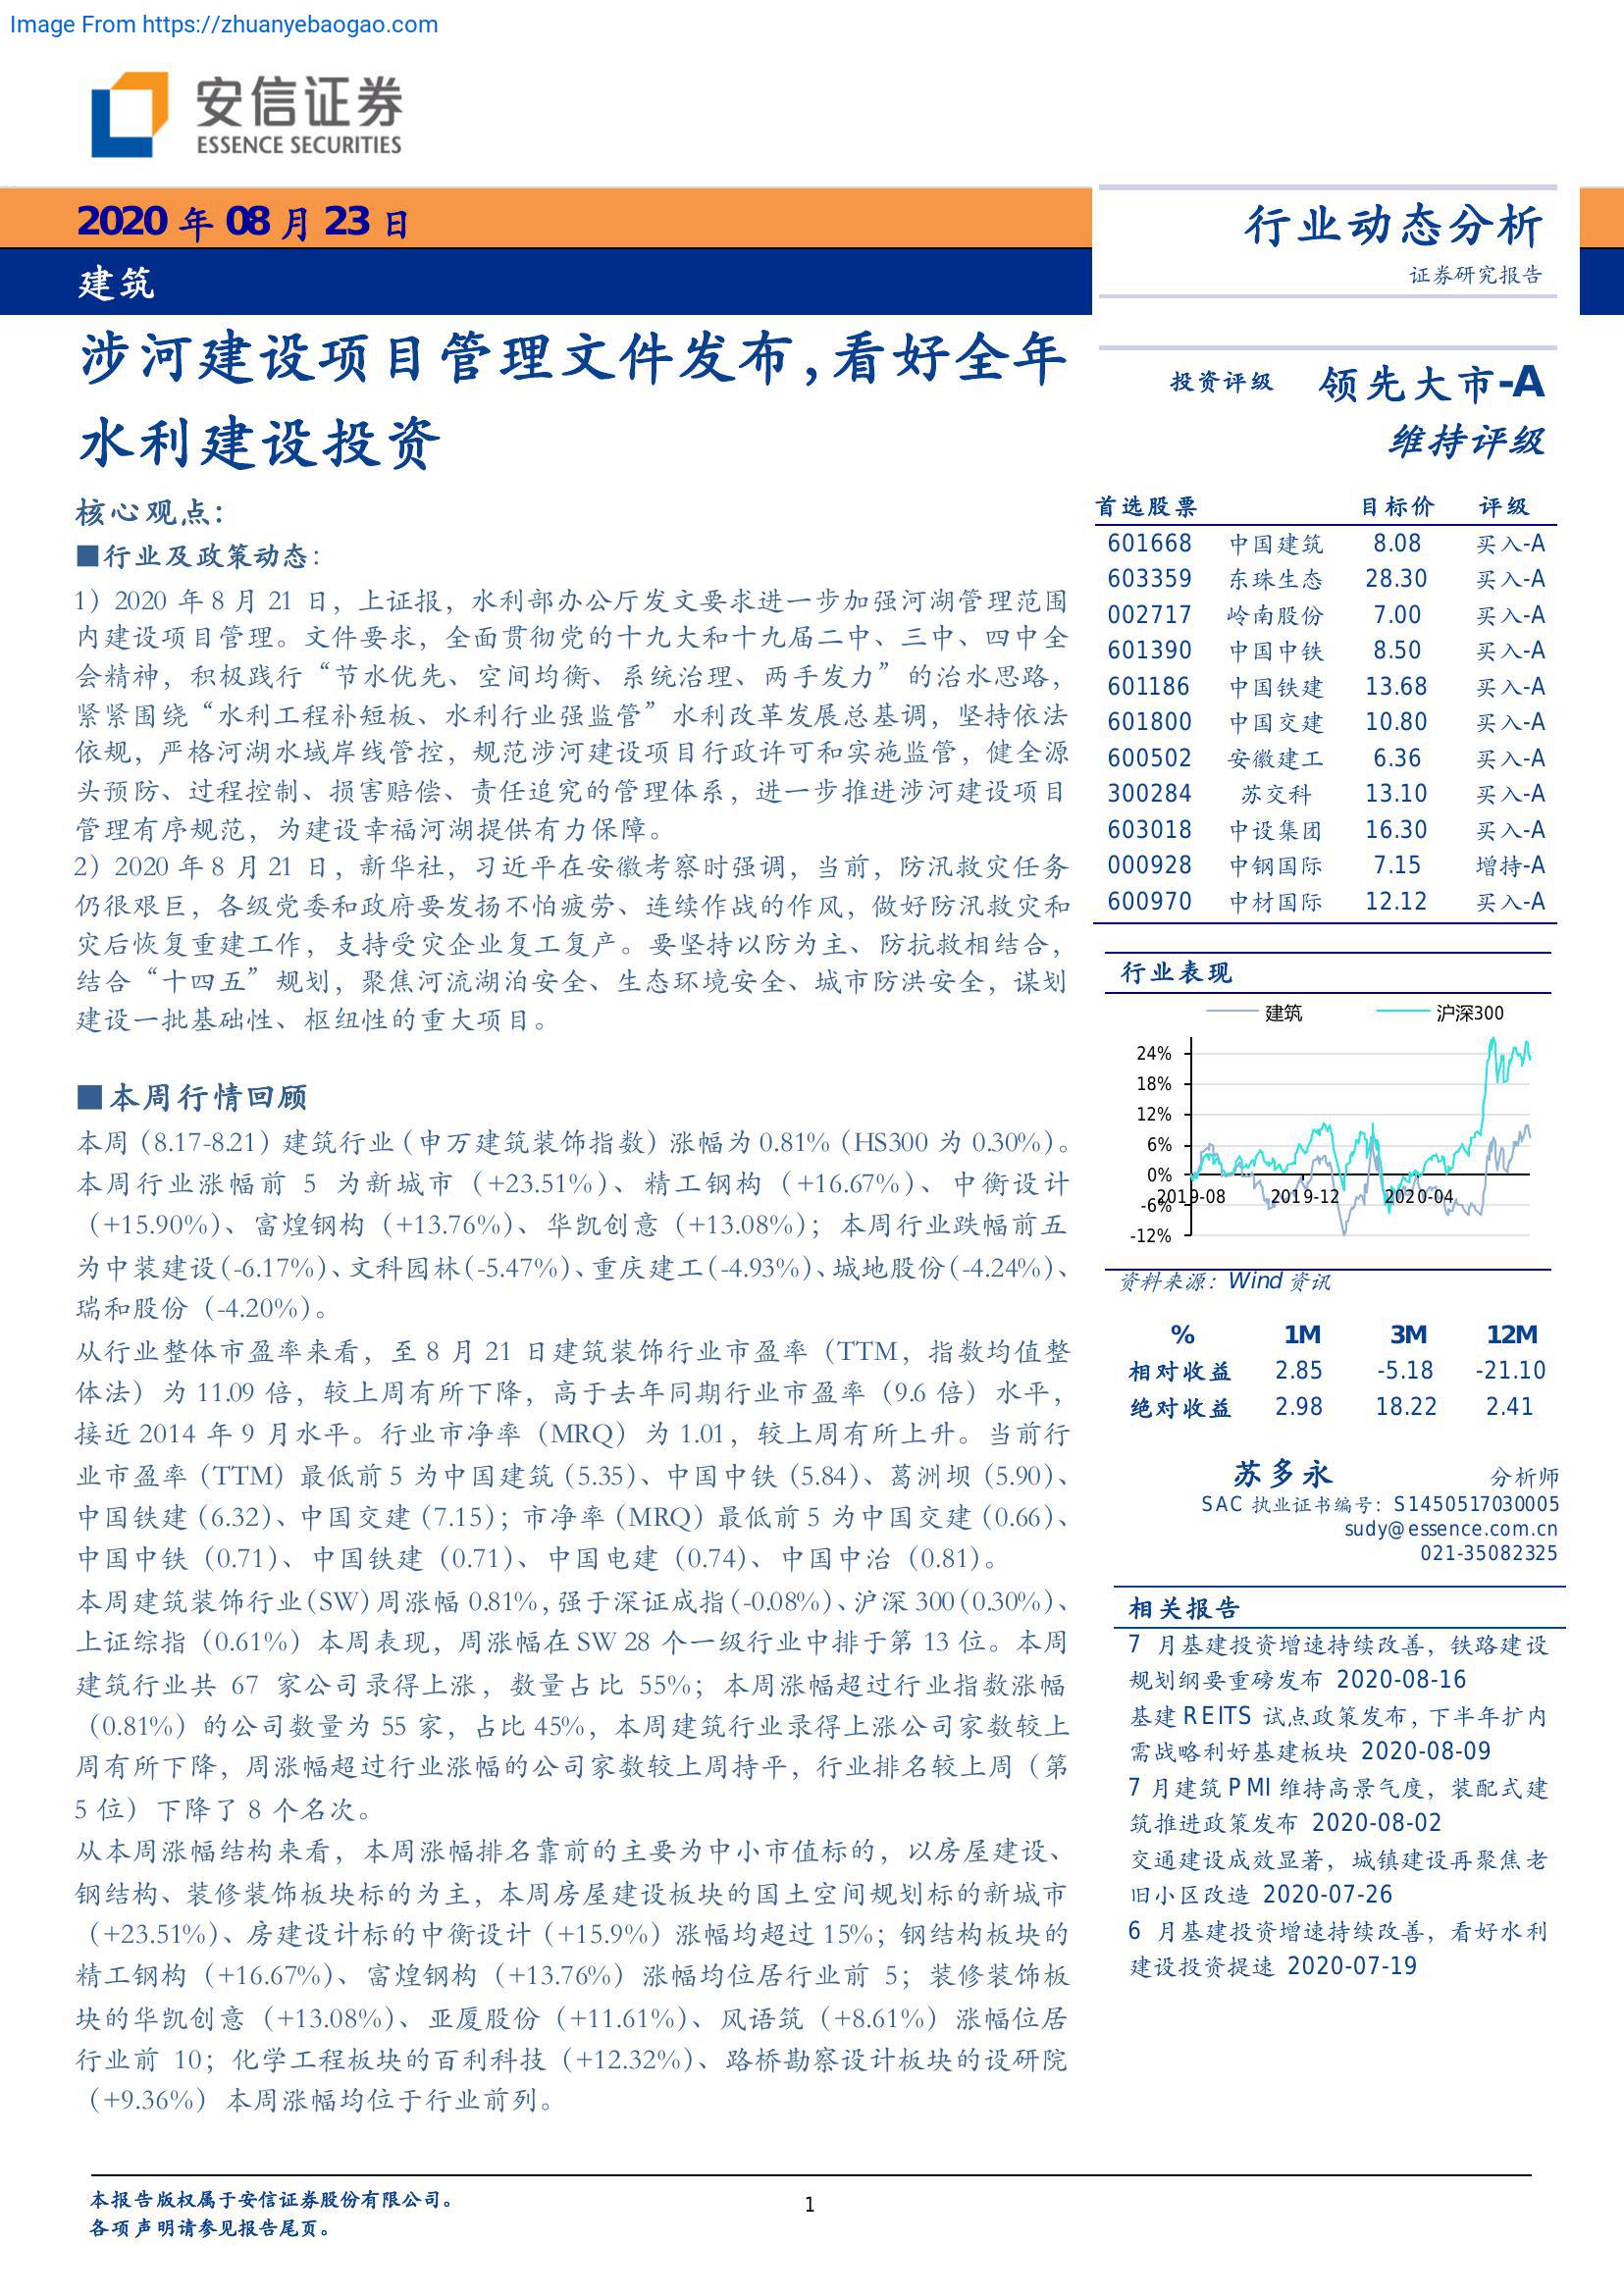 Image From https://zhuanyebaogao.com
安信证券
ESSENCE SECURITIES
2020 年 08 月 23 日
建筑
行业动态分析
证券研究报告
涉河建设项目管理文件发布,看好全年
水利建设投资
核心观点：
■行业及政策动态：
1）2020 年 8 月 21 日，上证报，水利部办公厅发文要求进一步加强河湖管理范围
内建设项目管理。文件要求，全面贯彻党的十九大和十九届二中、三中、四中全
会精神，积极践行“节水优先、空间均衡、系统治理、两手发力”的治水思路，
紧紧围绕“水利工程补短板、水利行业强监管”水利改革发展总基调，坚持依法
依规，严格河湖水域岸线管控，规范涉河建设项目行政许可和实施监管，健全源
头预防、过程控制、损害赔偿、责任追究的管理体系，进一步推进涉河建设项目
管理有序规范，为建设幸福河湖提供有力保障。
2）2020 年 8 月 21 日，新华社，习近平在安徽考察时强调，当前，防汛救灾任务
仍很艰巨，各级党委和政府要发扬不怕疲劳、连续作战的作风，做好防汛救灾和
灾后恢复重建工作，支持受灾企业复工复产。要坚持以防为主、防抗救相结合，
结合“十四五”规划，聚焦河流湖泊安全、生态环境安全、城市防洪安全，谋划
建设一批基础性、枢纽性的重大项目。
■本周行情回顾
本周（8.17-8.21）建筑行业（申万建筑装饰指数）涨幅为 0.81%（HS300 为 0.30%）。
本周行业涨幅前 5 为新城市（+23.51%）、精工钢构（+16.67%）、中衡设计
（+15.90%）、富煌钢构（+13.76%）、华凯创意（+13.08%）；本周行业跌幅前五
为中装建设(-6.17%)、文科园林(-5.47%)、重庆建工(-4.93%)、城地股份(-4.24%)、
瑞和股份（-4.20%）。
从行业整体市盈率来看，至 8 月 21 日建筑装饰行业市盈率（TTM，指数均值整
体法）为 11.09 倍，较上周有所下降，高于去年同期行业市盈率（9.6 倍）水平，
接近 2014 年 9 月水平。行业市净率（MRQ）为 1.01，较上周有所上升。当前行
业市盈率（TTM）最低前 5 为中国建筑（5.35）、中国中铁（5.84）、葛洲坝（5.90）、
中国铁建（6.32）、中国交建（7.15）；市净率（MRQ）最低前 5 为中国交建（0.66）、
中国中铁（0.71）、中国铁建（0.71）、中国电建（0.74）、中国中冶（0.81）。
本周建筑装饰行业(SW)周涨幅 0.81%,强于深证成指(-0.08%)、沪深 300(0.30%)、
上证综指（0.61%）本周表现，周涨幅在 SW 28 个一级行业中排于第 13 位。本周
建筑行业共 67 家公司录得上涨，数量占比 55%；本周涨幅超过行业指数涨幅
（0.81%）的公司数量为 55 家，占比 45%，本周建筑行业录得上涨公司家数较上
周有所下降，周涨幅超过行业涨幅的公司家数较上周持平，行业排名较上周（第
5 位）下降了 8 个名次。
从本周涨幅结构来看，本周涨幅排名靠前的主要为中小市值标的，以房屋建设、
钢结构、装修装饰板块标的为主，本周房屋建设板块的国土空间规划标的新城市
（+23.51%）、房建设计标的中衡设计（+15.9%）涨幅均超过 15%；钢结构板块的
精工钢构（+16.67%）、富煌钢构（+13.76%）涨幅均位居行业前 5；装修装饰板
块的华凯创意（+13.08%）、亚厦股份（+11.61%）、风语筑（+8.61%）涨幅位居
行业前 10；化学工程板块的百利科技（+12.32%）、路桥勘察设计板块的设研院
（+9.36%）本周涨幅均位于行业前列。
投资评级 领先大市-A
维持评级
首选股票 目标价 评级
601668 中国建筑 8.08 买入-A
603359 东珠生态 28.30 买入-A
002717 岭南股份 7.00 买入-A
601390 中国中铁 8.50 买入-A
601186 中国铁建 13.68 买入-A
601800 中国交建 10.80 买入-A
600502 安徽建工 6.36 买入-A
300284 苏交科 13.10 买入-A
603018 中设集团 16.30 买入-A
000928 中钢国际 7.15 增持-A
600970 中材国际 12.12 买入-A
行业表现
建筑 沪深300
24%
18%
12%
6%
0%
-6%
-12%
2019-08 2019-12 2020-04
资料来源：Wind 资讯
% 1M 3M 12M
相对收益 2.85 -5.18 -21.10
绝对收益 2.98 18.22 2.41
苏多永 分析师
SAC 执业证书编号：S1450517030005
sudy@essence.com.cn
021-35082325
相关报告
7 月基建投资增速持续改善，铁路建设
规划纲要重磅发布 2020-08-16
基建 REITS 试点政策发布，下半年扩内
需战略利好基建板块 2020-08-09
7 月建筑 PMI 维持高景气度，装配式建
筑推进政策发布 2020-08-02
交通建设成效显著，城镇建设再聚焦老
旧小区改造 2020-07-26
6 月基建投资增速持续改善，看好水利
建设投资提速 2020-07-19
本报告版权属于安信证券股份有限公司。
各项声明请参见报告尾页。
1